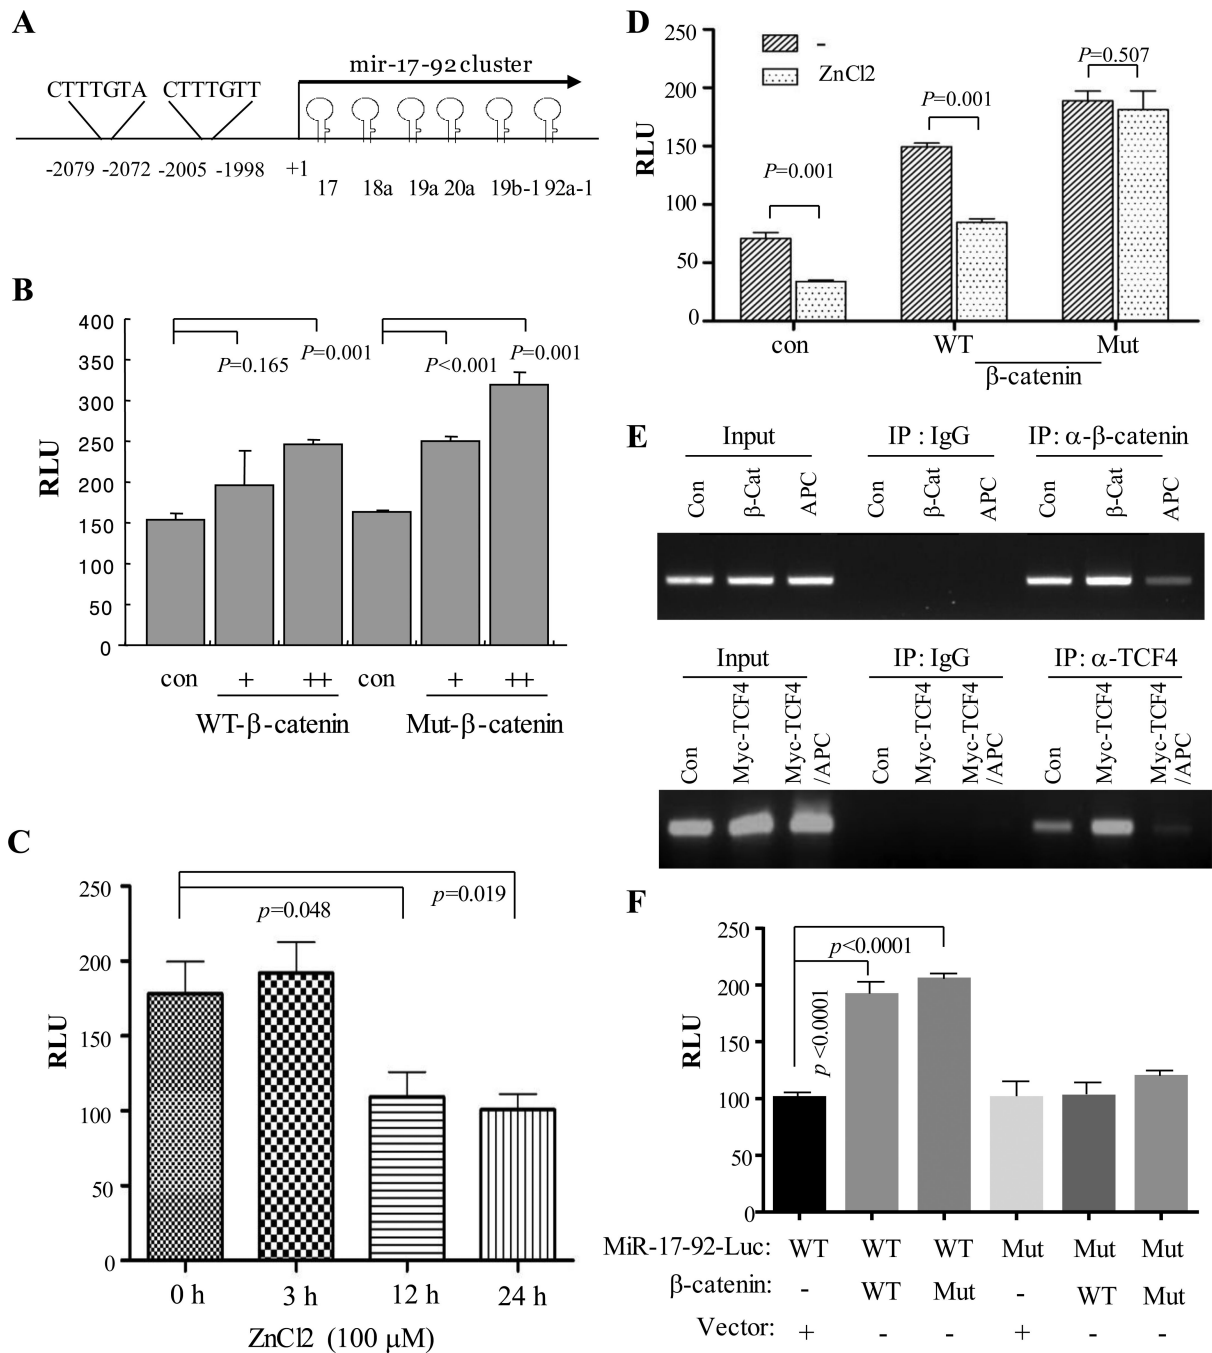 A
CTTTGTA CTTTGTT
mir-17-92 cluster
-2079 -2072 -2005 -1998 +1
17 18a 19a 20a 19b-1 92a-1
B
400
350
300
250
200
150
100
50
0
RLU
P=0.165
P=0.001
P<0.001
P=0.001
con + ++ con + ++
WT-β-catenin Mut-β-catenin
C
250
200
150
100
50
0
RLU
p=0.048
p=0.019
0 h 3 h 12 h 24 h
ZnCl2 (100 μM)
D
250
200
150
100
50
0
RLU
-
ZnCl2
P=0.001
P=0.001
P=0.507
con WT Mut
β-catenin
E
Input IP : IgG IP: α-β-catenin
Con β-Cat APC Con β-Cat APC Con β-Cat APC
Input IP: IgG IP: α-TCF4
Con Myc-TCF4 Myc-TCF4 /APC Con Myc-TCF4 Myc-TCF4 /APC Con Myc-TCF4 Myc-TCF4 /APC
F
250
200
150
100
50
0
RLU
p<0.0001
p <0.0001
MiR-17-92-Luc: WT WT WT Mut Mut Mut
β-catenin: - WT Mut - WT Mut
Vector: + - - + - -